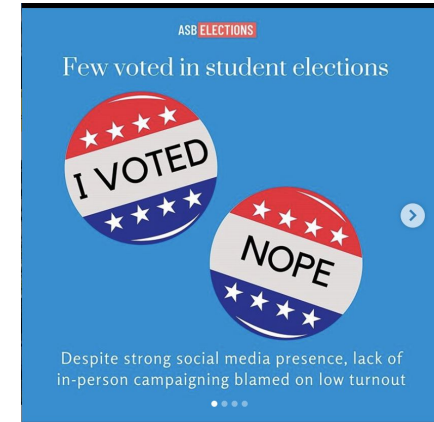 ASB ELECTIONS
Few voted in student elections
I VOTED
NOPE
Despite strong social media presence, lack of
in-person campaigning blamed on low turnout